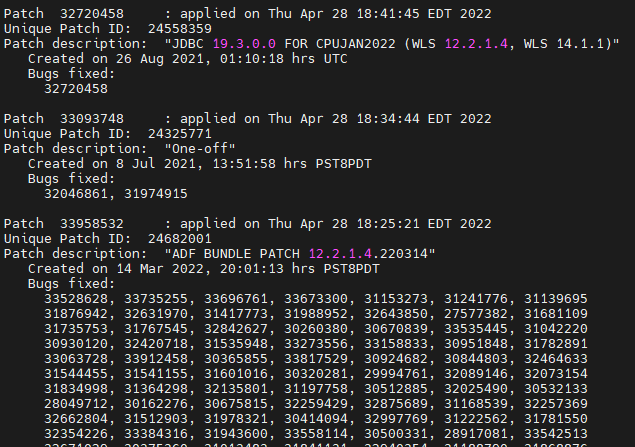 Patch  32720458     : applied on Thu Apr 28 18:41:45 EDT 2022
Unique Patch ID:  24558359
Patch description:  "JDBC 19.3.0.0 FOR CPUJAN2022 (WLS 12.2.1.4, WLS 14.1.1)"
   Created on 26 Aug 2021, 01:10:18 hrs UTC
   Bugs fixed:
     32720458
Patch  33093748     : applied on Thu Apr 28 18:34:44 EDT 2022
Unique Patch ID:  24325771
Patch description:  "One-off"
   Created on 8 Jul 2021, 13:51:58 hrs PST8PDT
   Bugs fixed:
     32046861, 31974915
Patch  33958532     : applied on Thu Apr 28 18:25:21 EDT 2022
Unique Patch ID:  24682001
Patch description:  "ADF BUNDLE PATCH 12.2.1.4.220314"
   Created on 14 Mar 2022, 20:01:13 hrs PST8PDT
   Bugs fixed:
     33528628, 33735255, 33696761, 33673300, 31153273, 31241776, 31139695
     31876942, 32631970, 31417773, 31988952, 32643850, 27577382, 31681109
     31735753, 31767545, 32842627, 30260380, 30670839, 33535445, 31042220
     30930120, 32420718, 31535948, 33273556, 33158833, 30951848, 31782891
     33063728, 33912458, 30365855, 33817529, 30924682, 30844803, 32464633
     31544455, 31541155, 31601016, 30320281, 29994761, 32089146, 32073154
     31834998, 31364298, 32135801, 31197758, 30512885, 32025490, 30532133
     28049712, 30162276, 30675815, 32259429, 32875689, 31168539, 32257369
     32662804, 31512903, 31978321, 30414094, 32997769, 31222562, 31781550
     32354226, 33384316, 31943600, 33558114, 30500331, 28917081, 33542513